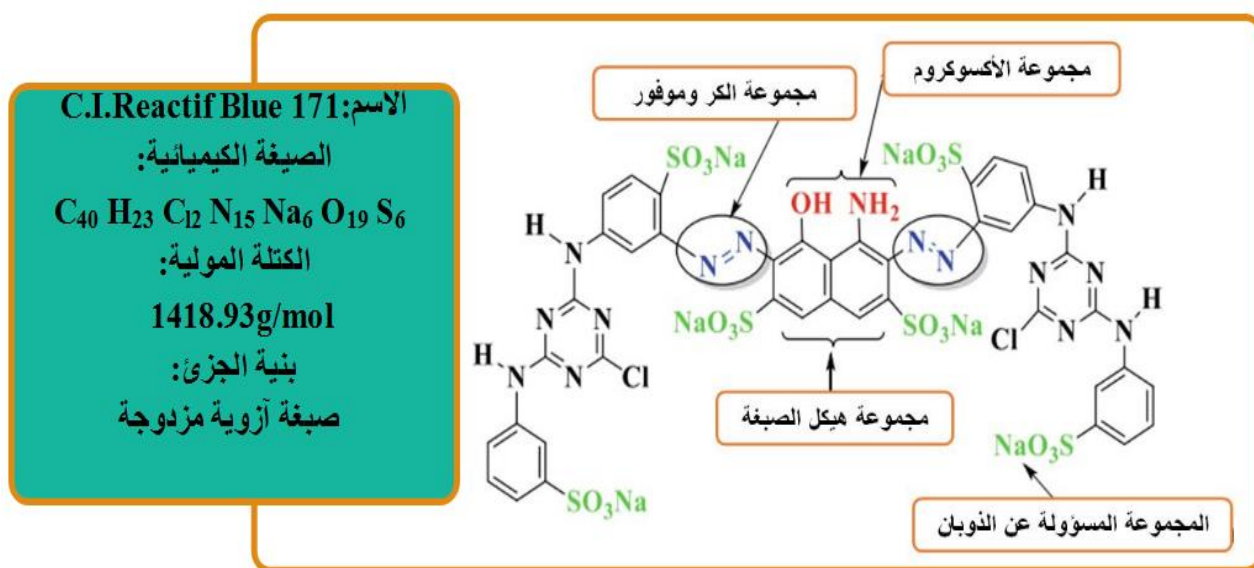 الاسم:C.I.Reactif Blue 171
الصيغة الكيميائية:
C₄₀ H₂₃ Cl₂ N₁₅ Na₆ O₁₉ S₆
الكتلة المولية:
1418.93g/mol
بنية الجزئ:
صبغة آزوية مزدوجة
مجموعة الأكسوكروم
مجموعة الكر وموفور
SO₃Na
NaO₃S
OH NH₂
H
H
N
N
N=N
N=N
NaO₃S
SO₃Na
N
N
N
N
N
N
H
H
N
Cl
Cl
N
مجموعة هيكل الصبغة
NaO₃S
SO₃Na
المجموعة المسؤولة عن الذوبان